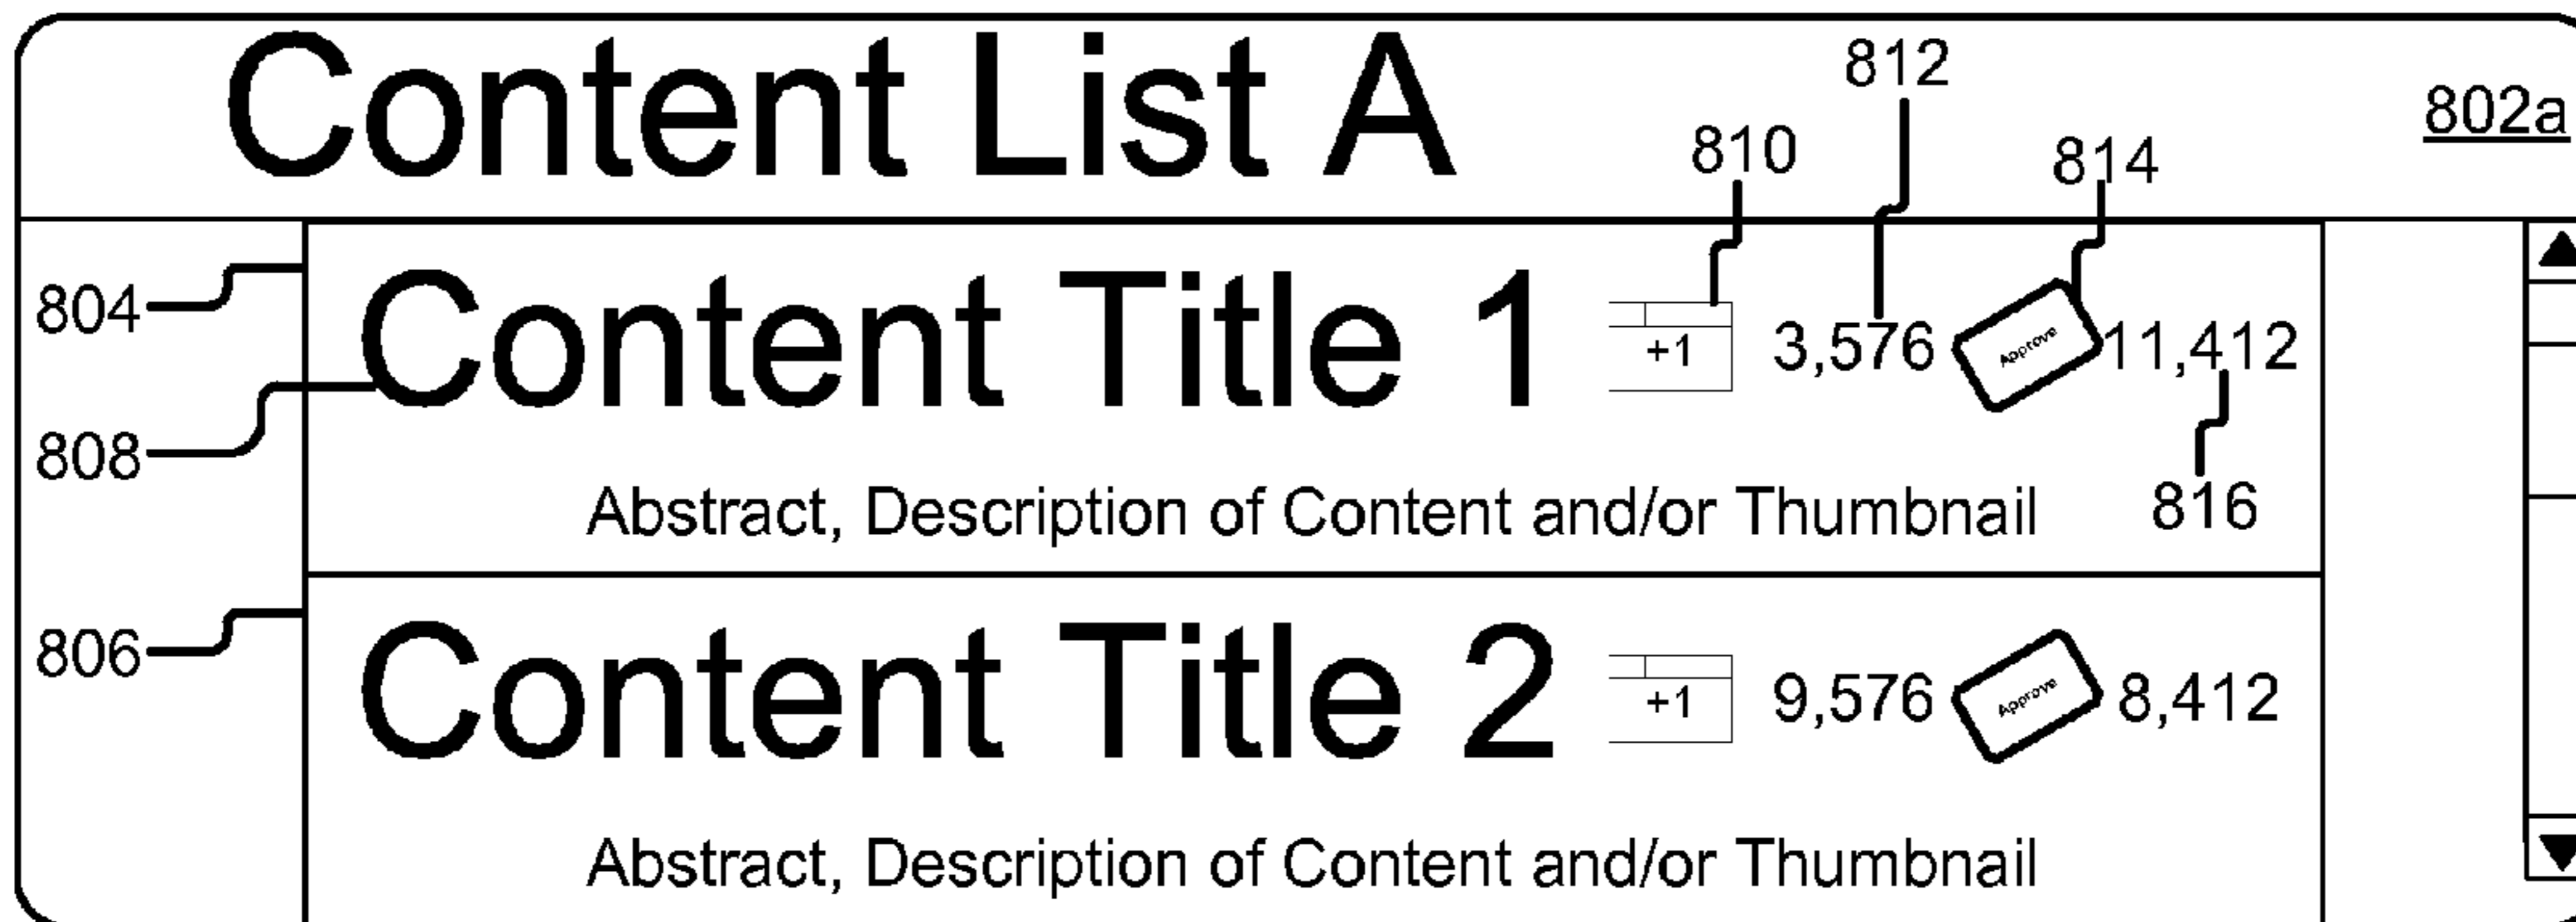 Content List A
812
802a
810
814
804
Content Title 1 +1 3,576 Approve 11,412
808
Abstract, Description of Content and/or Thumbnail
816
806
Content Title 2 +1 9,576 Approve 8,412
Abstract, Description of Content and/or Thumbnail